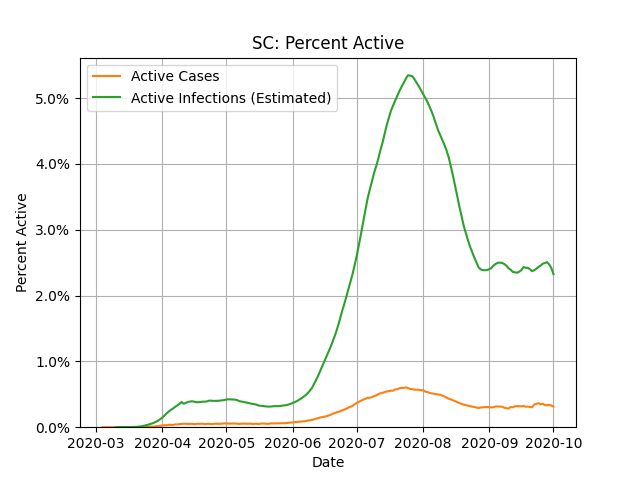 SC: Percent Active
Active Cases
Active Infections (Estimated)
Percent Active
5.0%
4.0%
3.0%
2.0%
1.0%
0.0%
2020-03 2020-04 2020-05 2020-06 2020-07 2020-08 2020-09 2020-10
Date